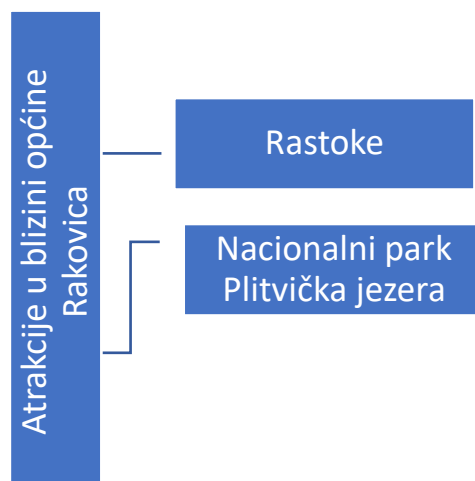 Atrakcije u blizini općine
Rakovica
Rastoke
Nacionalni park
Plitvička jezera